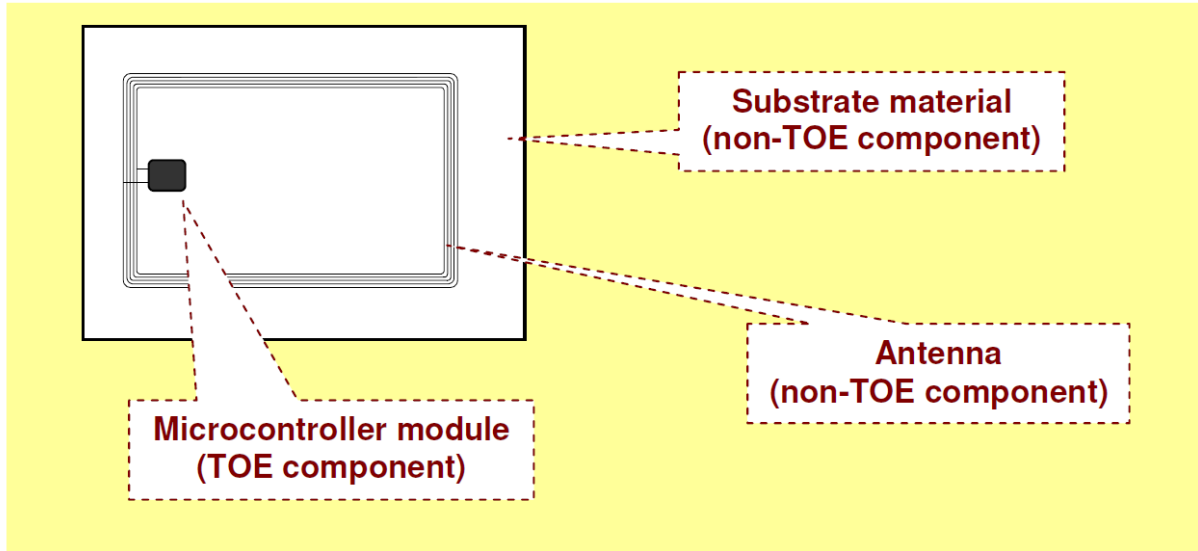 Substrate material
(non-TOE component)
Antenna
(non-TOE component)
Microcontroller module
(TOE component)